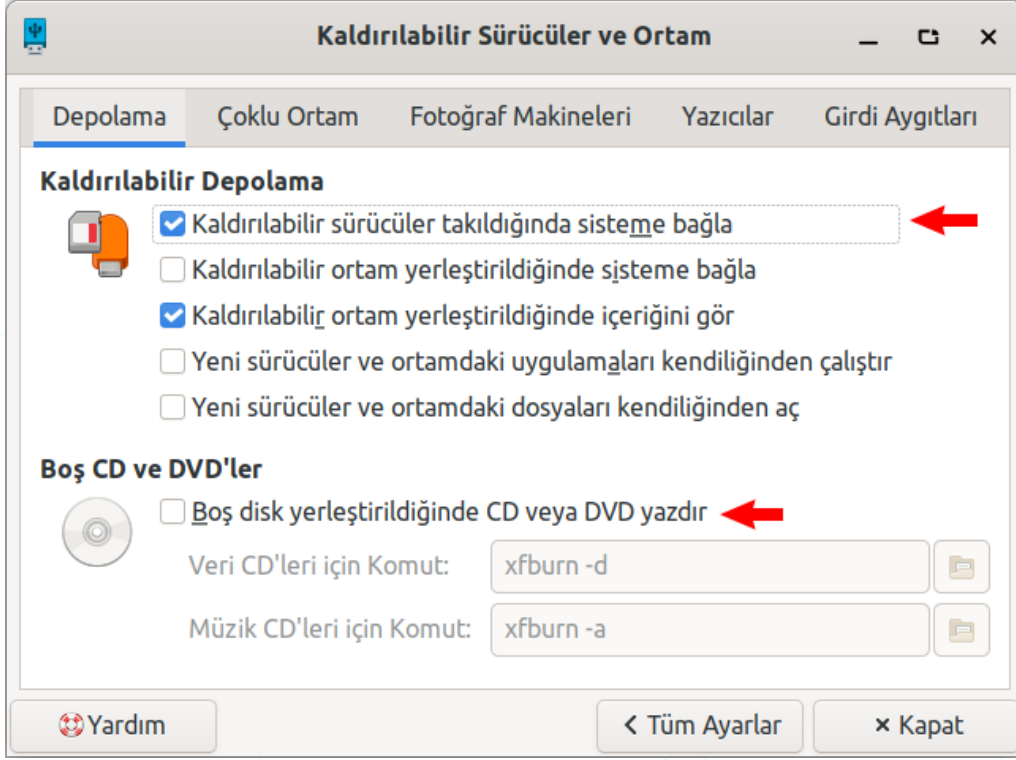 Kaldırılabilir Sürücüler ve Ortam
Depolama Çoklu Ortam Fotoğraf Makineleri Yazıcılar Girdi Aygıtları
Kaldırılabilir Depolama
Kaldırılabilir sürücüler takıldığında sisteme bağla
Kaldırılabilir ortam yerleştirildiğinde sisteme bağla
Kaldırılabilir ortam yerleştirildiğinde içeriğini gör
Yeni sürücüler ve ortamdaki uygulamaları kendiliğinden çalıştır
Yeni sürücüler ve ortamdaki dosyaları kendiliğinden aç
Boş CD ve DVD'ler
Boş disk yerleştirildiğinde CD veya DVD yazdır
Veri CD'leri için Komut: xfburn -d
Müzik CD'leri için Komut: xfburn -a
Yardım < Tüm Ayarlar × Kapat